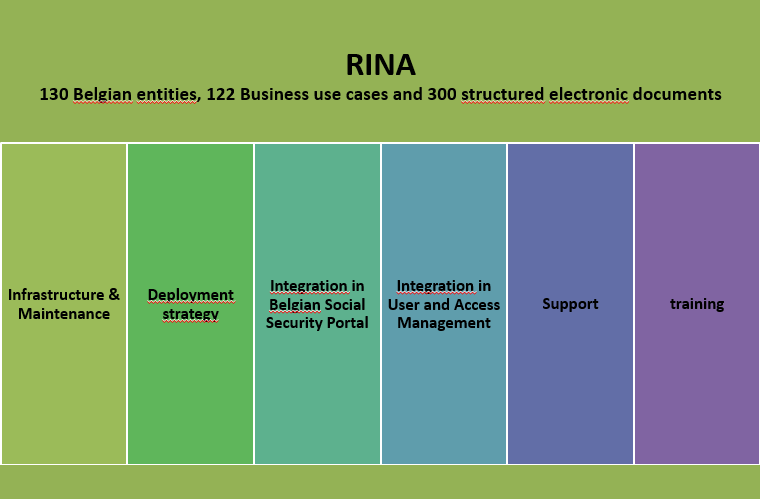 RINA
130 Belgian entities, 122 Business use cases and 300 structured electronic documents
Infrastructure &
Maintenance
Deployment
strategy
Integration in
Belgian Social
Security Portal
Integration in
User and Access
Management
Support
training